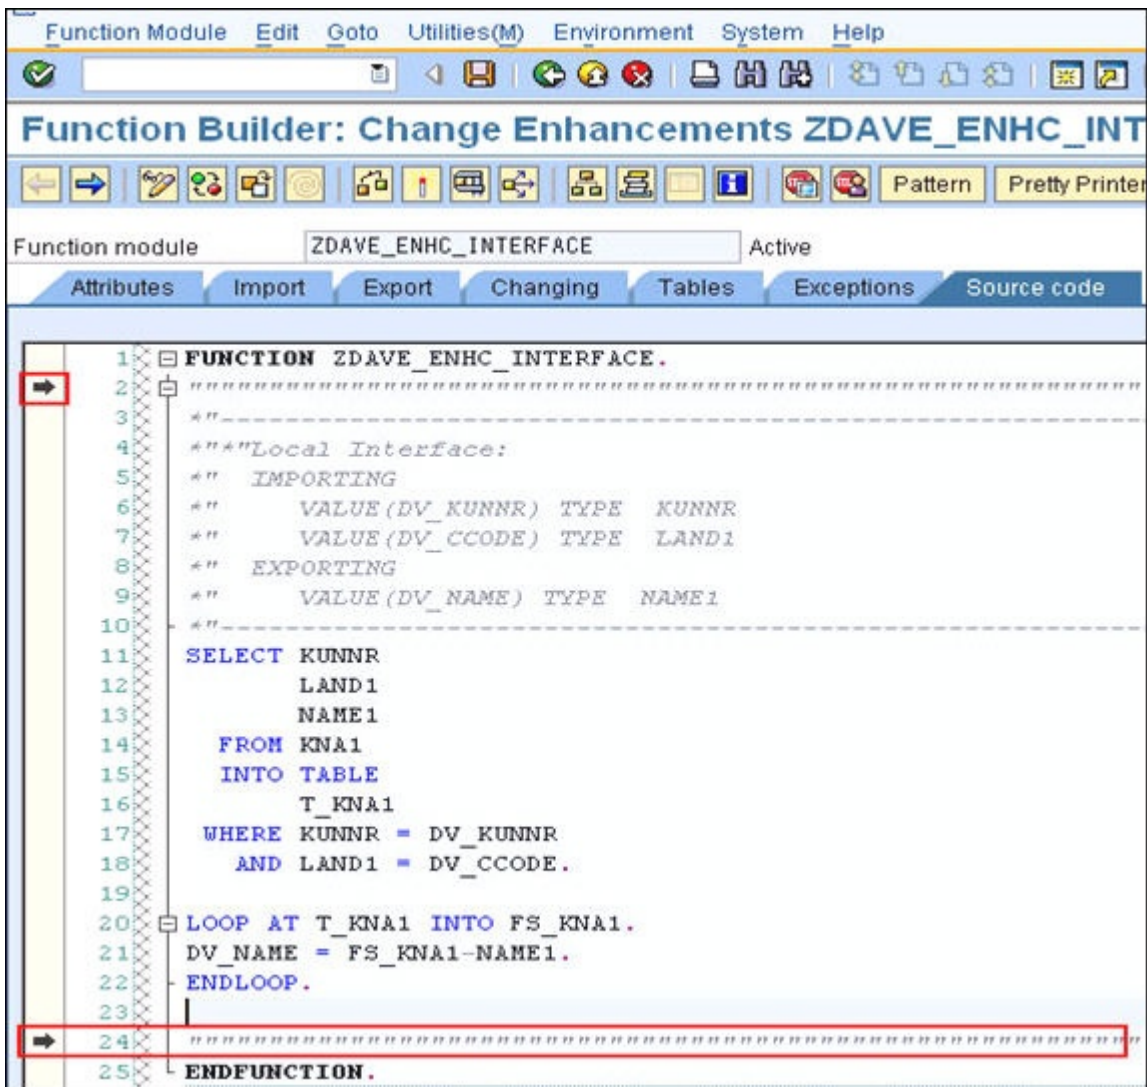 Function Module Edit Goto Utilities(M) Environment System Help
Function Builder: Change Enhancements ZDAVE_ENHC_INT
Pattern Pretty Printer
Function module ZDAVE_ENHC_INTERFACE Active
Attributes Import Export Changing Tables Exceptions Source code
1 FUNCTION ZDAVE_ENHC_INTERFACE.
2 """""""""""""""""""""""""""""""""""""""""""""""""""""""""""
3 *"----------------------------------------------------------
4 *"*"Local Interface:
5 *" IMPORTING
6 *" VALUE(DV_KUNNR) TYPE KUNNR
7 *" VALUE(DV_CCODE) TYPE LAND1
8 *" EXPORTING
9 *" VALUE(DV_NAME) TYPE NAME1
10 *"----------------------------------------------------------
11 SELECT KUNNR
12 LAND1
13 NAME1
14 FROM KNA1
15 INTO TABLE
16 T_KNA1
17 WHERE KUNNR = DV_KUNNR
18 AND LAND1 = DV_CCODE.
19
20 LOOP AT T_KNA1 INTO FS_KNA1.
21 DV_NAME = FS_KNA1-NAME1.
22 ENDLOOP.
23
24 """""""""""""""""""""""""""""""""""""""""""""""""""""""""""
25 ENDFUNCTION.